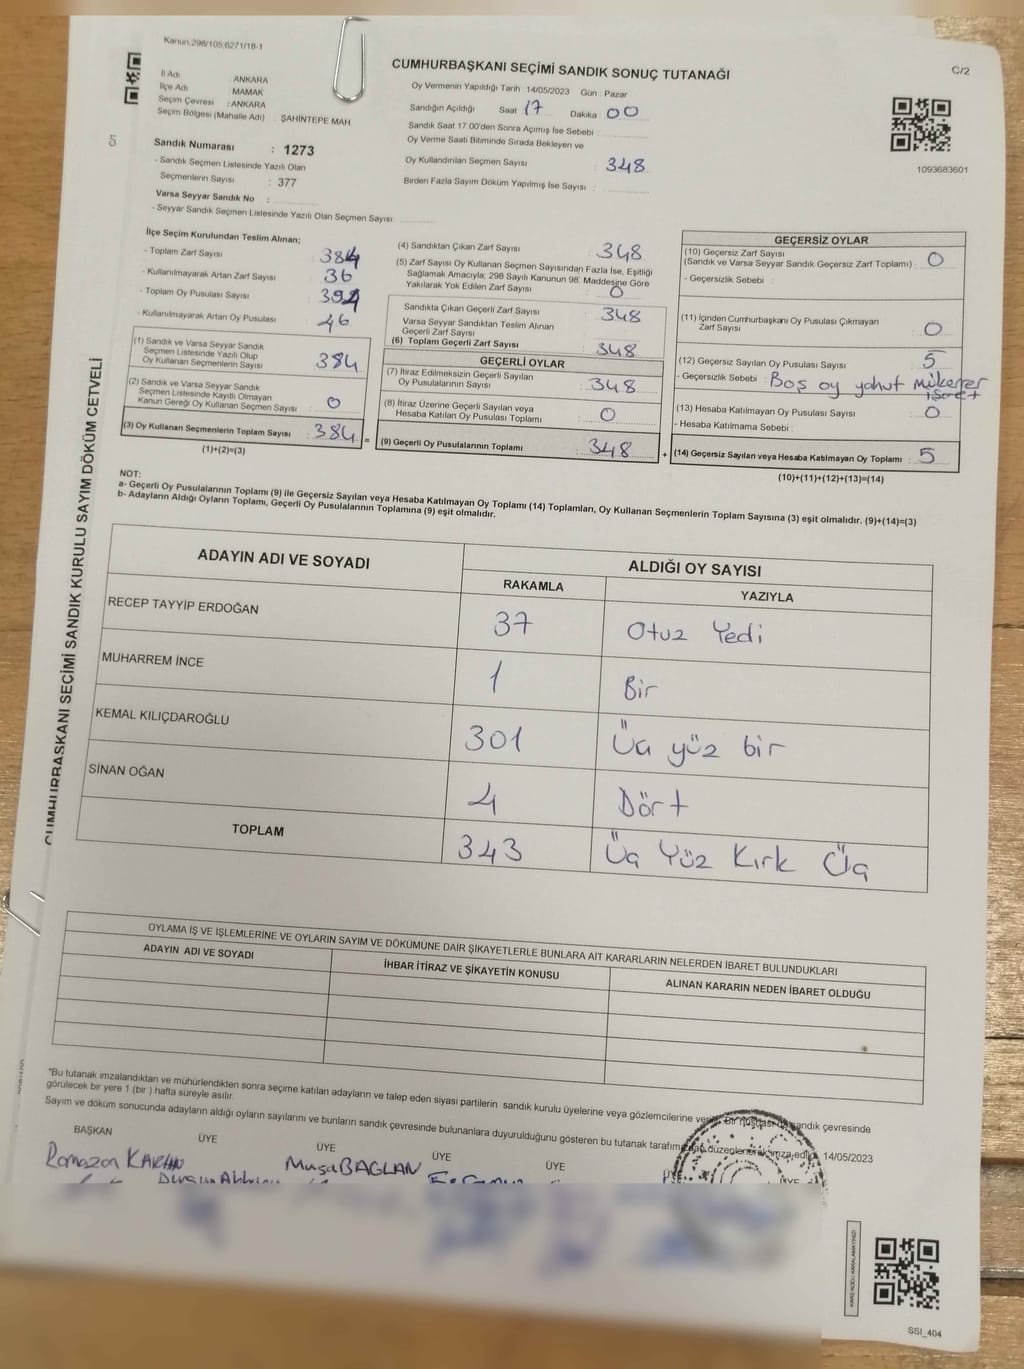 Kanun 298/105,6271/18-1
CUMHURBAŞKANI SEÇİMİ SANDIK SONUÇ TUTANAĞI
C/2
İl Adı ANKARA
İlçe Adı MAMAK
Seçim Çevresi : ANKARA
Seçim Bölgesi (Mahalle Adı) : ŞAHİNTEPE MAH
Oy Vermenin Yapıldığı Tarih 14/05/2023 Gün : Pazar
Sandığın Açıldığı Saat 17 Dakika 00
Sandık Saat 17.00'den Sonra Açmış İse Sebebi :
Oy Verme Saati Bitiminde Sırada Bekleyen ve
Oy Kullandırılan Seçmen Sayısı : 348
Birden Fazla Sayım Döküm Yapılmış İse Sayısı :
1093683601
Sandık Numarası : 1273
- Sandık Seçmen Listesinde Yazılı Olan
Seçmenlerin Sayısı : 377
Varsa Seyyar Sandık No :
- Seyyar Sandık Seçmen Listesinde Yazılı Olan Seçmen Sayısı
İlçe Seçim Kurulundan Teslim Alınan;
- Toplam Zarf Sayısı 384
- Kullanılmayarak Artan Zarf Sayısı 36
- Toplam Oy Pusulası Sayısı 394
- Kullanılmayarak Artan Oy Pusulası 46
(1) Sandık ve Varsa Seyyar Sandık
Seçmen Listesinde Yazılı Olup
Oy Kullanan Seçmenlerin Sayısı : 384
(2) Sandık ve Varsa Seyyar Sandık
Seçmen Listesinde Kayıtlı Olmayan
Kanun Gereği Oy Kullanan Seçmen Sayısı : 0
(3) Oy Kullanan Seçmenlerin Toplam Sayısı : 384 =
(1)+(2)=(3)
(4) Sandıktan Çıkan Zarf Sayısı : 348
(5) Zarf Sayısı Oy Kullanan Seçmen Sayısından Fazla İse, Eşitliği
Sağlamak Amacıyla; 298 Sayılı Kanunun 98. Maddesine Göre
Yakılarak Yok Edilen Zarf Sayısı : 0
Sandıkta Çıkan Geçerli Zarf Sayısı : 348
Varsa Seyyar Sandıktan Teslim Alınan
Geçerli Zarf Sayısı :
(6) Toplam Geçerli Zarf Sayısı : 348
GEÇERLİ OYLAR
(7) İtiraz Edilmeksizin Geçerli Sayılan
Oy Pusulalarının Sayısı : 348
(8) İtiraz Üzerine Geçerli Sayılan veya
Hesaba Katılan Oy Pusulası Toplamı : 0
(9) Geçerli Oy Pusulalarının Toplamı : 348 +
GEÇERSİZ OYLAR
(10) Geçersiz Zarf Sayısı
(Sandık ve Varsa Seyyar Sandık Geçersiz Zarf Toplamı) : 0
- Geçersizlik Sebebi :
(11) İçinden Cumhurbaşkanı Oy Pusulası Çıkmayan
Zarf Sayısı : 0
(12) Geçersiz Sayılan Oy Pusulası Sayısı : 5
- Geçersizlik Sebebi : Boş oy yahut mükerrer
işaret
(13) Hesaba Katılmayan Oy Pusulası Sayısı : 0
- Hesaba Katılmama Sebebi :
(14) Geçersiz Sayılan veya Hesaba Katılmayan Oy Toplamı : 5
(10)+(11)+(12)+(13)=(14)
NOT:
a- Geçerli Oy Pusulalarının Toplamı (9) ile Geçersiz Sayılan veya Hesaba Katılmayan Oy Toplamı (14) Toplamları, Oy Kullanan Seçmenlerin Toplam Sayısına (3) eşit olmalıdır. (9)+(14)=(3)
b- Adayların Aldığı Oyların Toplamı, Geçerli Oy Pusulalarının Toplamına (9) eşit olmalıdır.
CUMHURBAŞKANI SEÇİMİ SANDIK KURULU SAYIM DÖKÜM CETVELİ
ADAYIN ADI VE SOYADI ALDIĞI OY SAYISI
RAKAMLA YAZIYLA
RECEP TAYYİP ERDOĞAN 37 Otuz Yedi
MUHARREM İNCE 1 Bir
KEMAL KILIÇDAROĞLU 301 Üç yüz bir
SİNAN OĞAN 4 Dört
TOPLAM 343 Üç Yüz Kırk Üç
OYLAMA İŞ VE İŞLEMLERİNE VE OYLARIN SAYIM VE DÖKÜMÜNE DAİR ŞİKAYETLERLE BUNLARA AİT KARARLARIN NELERDEN İBARET BULUNDUKLARI
ADAYIN ADI VE SOYADI İHBAR İTİRAZ VE ŞİKAYETİN KONUSU ALINAN KARARIN NEDEN İBARET OLDUĞU
*Bu tutanak imzalandıktan ve mühürlendikten sonra seçime katılan adayların ve talep eden siyasi partilerin sandık kurulu üyelerine veya gözlemcilerine bir sandık çevresinde
görülecek bir yere 1 (bir ) hafta süreyle asılır.
Sayım ve döküm sonucunda adayların aldığı oyların sayılarını ve bunların sandık çevresinde bulunanlara duyurulduğunu gösteren bu tutanak düzenlenerek imza edildi 14/05/2023
BAŞKAN ÜYE ÜYE ÜYE ÜYE ÜYE
Ramazan Musa BAGLAN
SSI_404